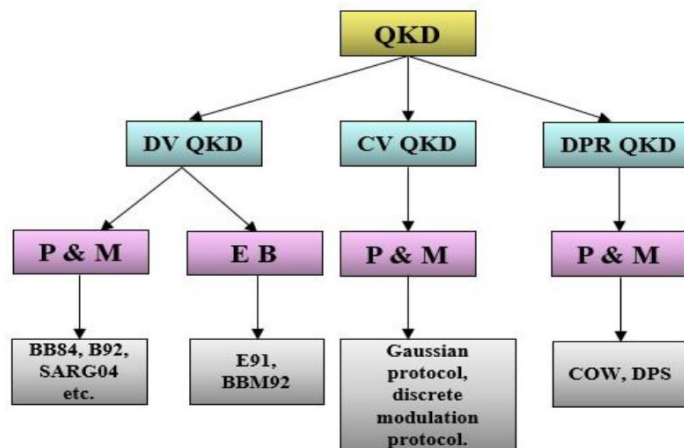 QKD
DV QKD
CV QKD
DPR QKD
P & M
E B
P & M
P & M
BB84, B92,
SARG04
etc.
E91,
BBM92
Gaussian
protocol,
discrete
modulation
protocol.
COW, DPS